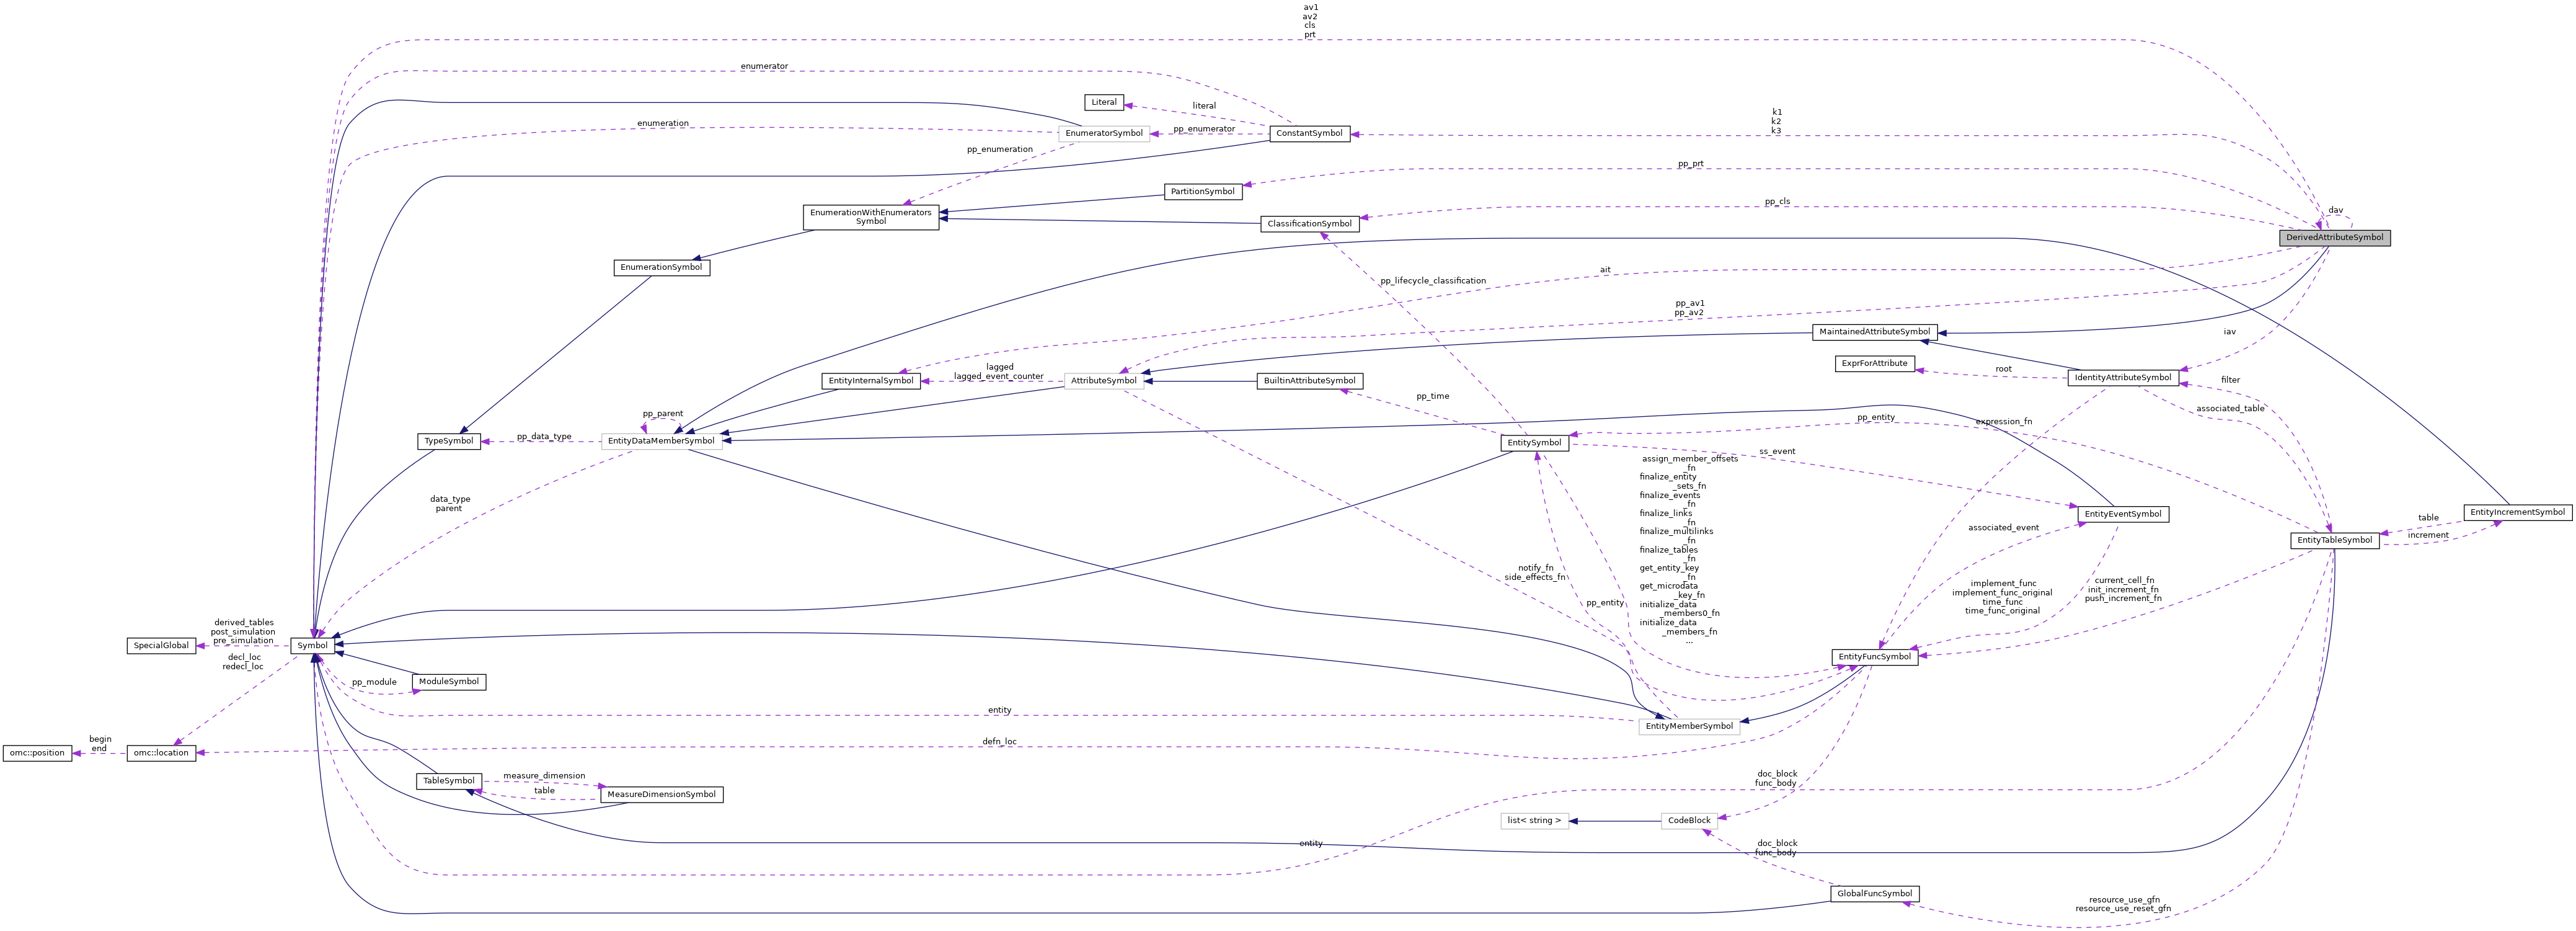 av1
av2
cls
prt
enumerator
Literal
literal
k1
k2
k3
enumeration
EnumeratorSymbol
pp_enumerator
ConstantSymbol
pp_enumeration
pp_prt
PartitionSymbol
pp_cls
EnumerationWithEnumerators
Symbol
ClassificationSymbol
dav
DerivedAttributeSymbol
EnumerationSymbol
ait
pp_lifecycle_classification
pp_av1
pp_av2
MaintainedAttributeSymbol
iav
ExprForAttribute
root
lagged
lagged_event_counter
EntityInternalSymbol
AttributeSymbol
BuiltinAttributeSymbol
IdentityAttributeSymbol
filter
pp_time
associated_table
pp_parent
pp_entity
expression_fn
TypeSymbol
pp_data_type
EntityDataMemberSymbol
EntitySymbol
ss_event
assign_member_offsets
_fn
finalize_entity
_sets_fn
finalize_events
_fn
finalize_links
_fn
finalize_multilinks
_fn
finalize_tables
_fn
get_entity_key
_fn
get_microdata
_key_fn
initialize_data
_members0_fn
initialize_data
_members_fn
...
data_type
parent
EntityEventSymbol
EntityIncrementSymbol
table
increment
EntityTableSymbol
associated_event
notify_fn
side_effects_fn
implement_func
implement_func_original
time_func
time_func_original
current_cell_fn
init_increment_fn
push_increment_fn
pp_entity
derived_tables
post_simulation
pre_simulation
SpecialGlobal
Symbol
decl_loc
redecl_loc
EntityFuncSymbol
pp_module
ModuleSymbol
entity
EntityMemberSymbol
begin
end
omc::position
omc::location
defn_loc
TableSymbol
measure_dimension
table
MeasureDimensionSymbol
doc_block
func_body
list< string >
CodeBlock
entity
doc_block
func_body
GlobalFuncSymbol
resource_use_gfn
resource_use_reset_gfn